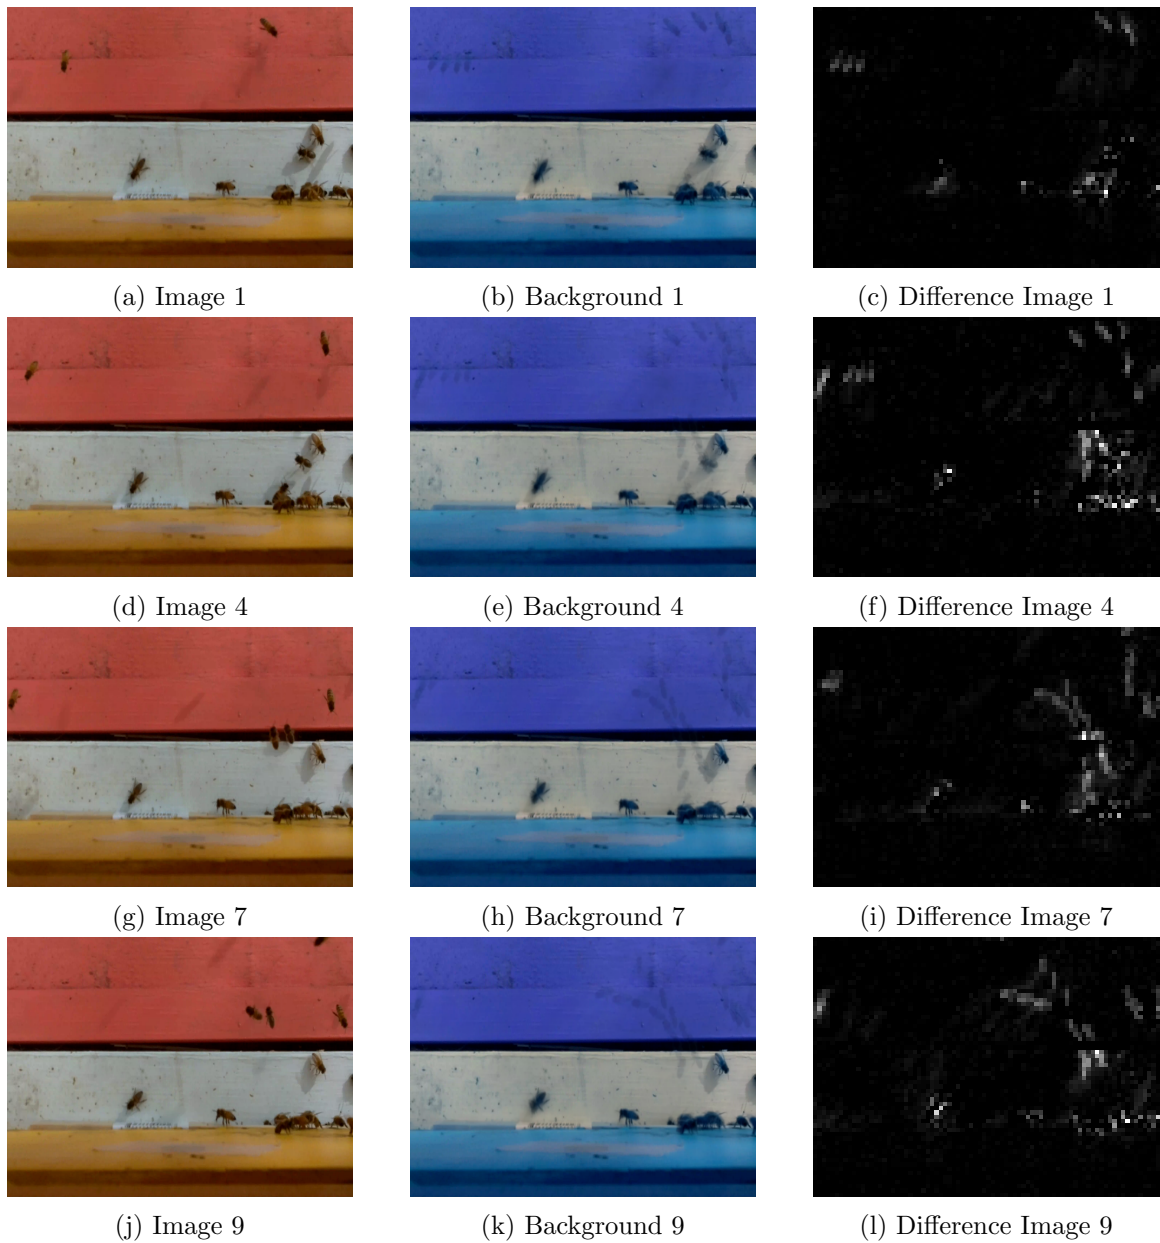 (a) Image 1
(b) Background 1
(c) Difference Image 1
(d) Image 4
(e) Background 4
(f) Difference Image 4
(g) Image 7
(h) Background 7
(i) Difference Image 7
(j) Image 9
(k) Background 9
(l) Difference Image 9